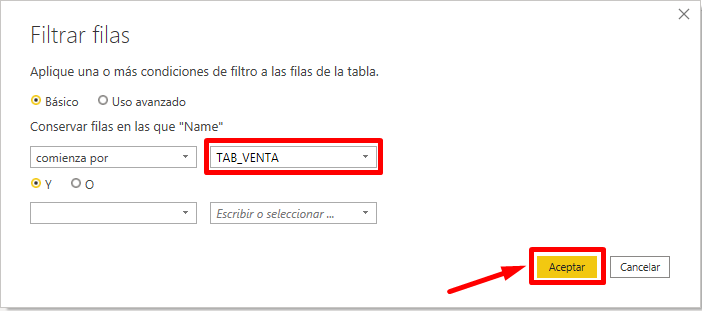 Filtrar filas
Aplique una o más condiciones de filtro a las filas de la tabla.
Básico Uso avanzado
Conservar filas en las que "Name"
comienza por TAB_VENTA
Y O
Escribir o seleccionar ...
Aceptar Cancelar